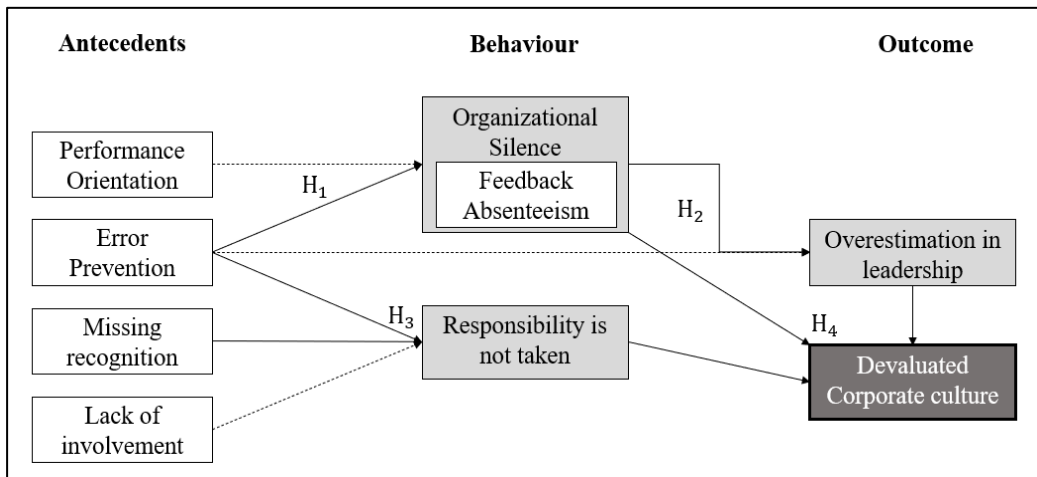 Antecedents
Behaviour
Outcome
Performance
Orientation
Error
Prevention
Missing
recognition
Lack of
involvement
H1
H3
Organizational
Silence
Feedback
Absenteeism
Responsibility is
not taken
H2
H4
Overestimation in
leadership
Devaluated
Corporate culture